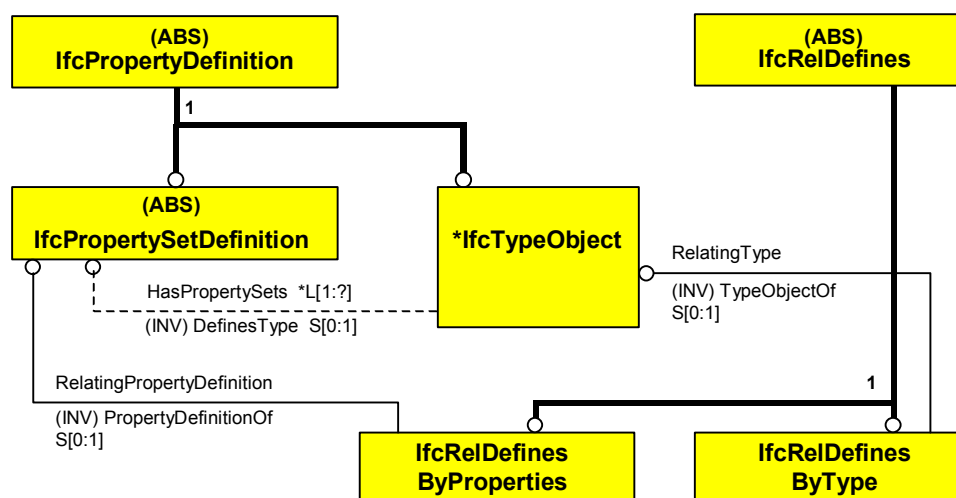 (ABS)
IfcPropertyDefinition
(ABS)
IfcRelDefines
1
(ABS)
IfcPropertySetDefinition
*IfcTypeObject
RelatingType
(INV) TypeObjectOf
S[0:1]
HasPropertySets *L[1:?]
(INV) DefinesType S[0:1]
RelatingPropertyDefinition
(INV) PropertyDefinitionOf
S[0:1]
1
IfcRelDefines
ByProperties
IfcRelDefines
ByType